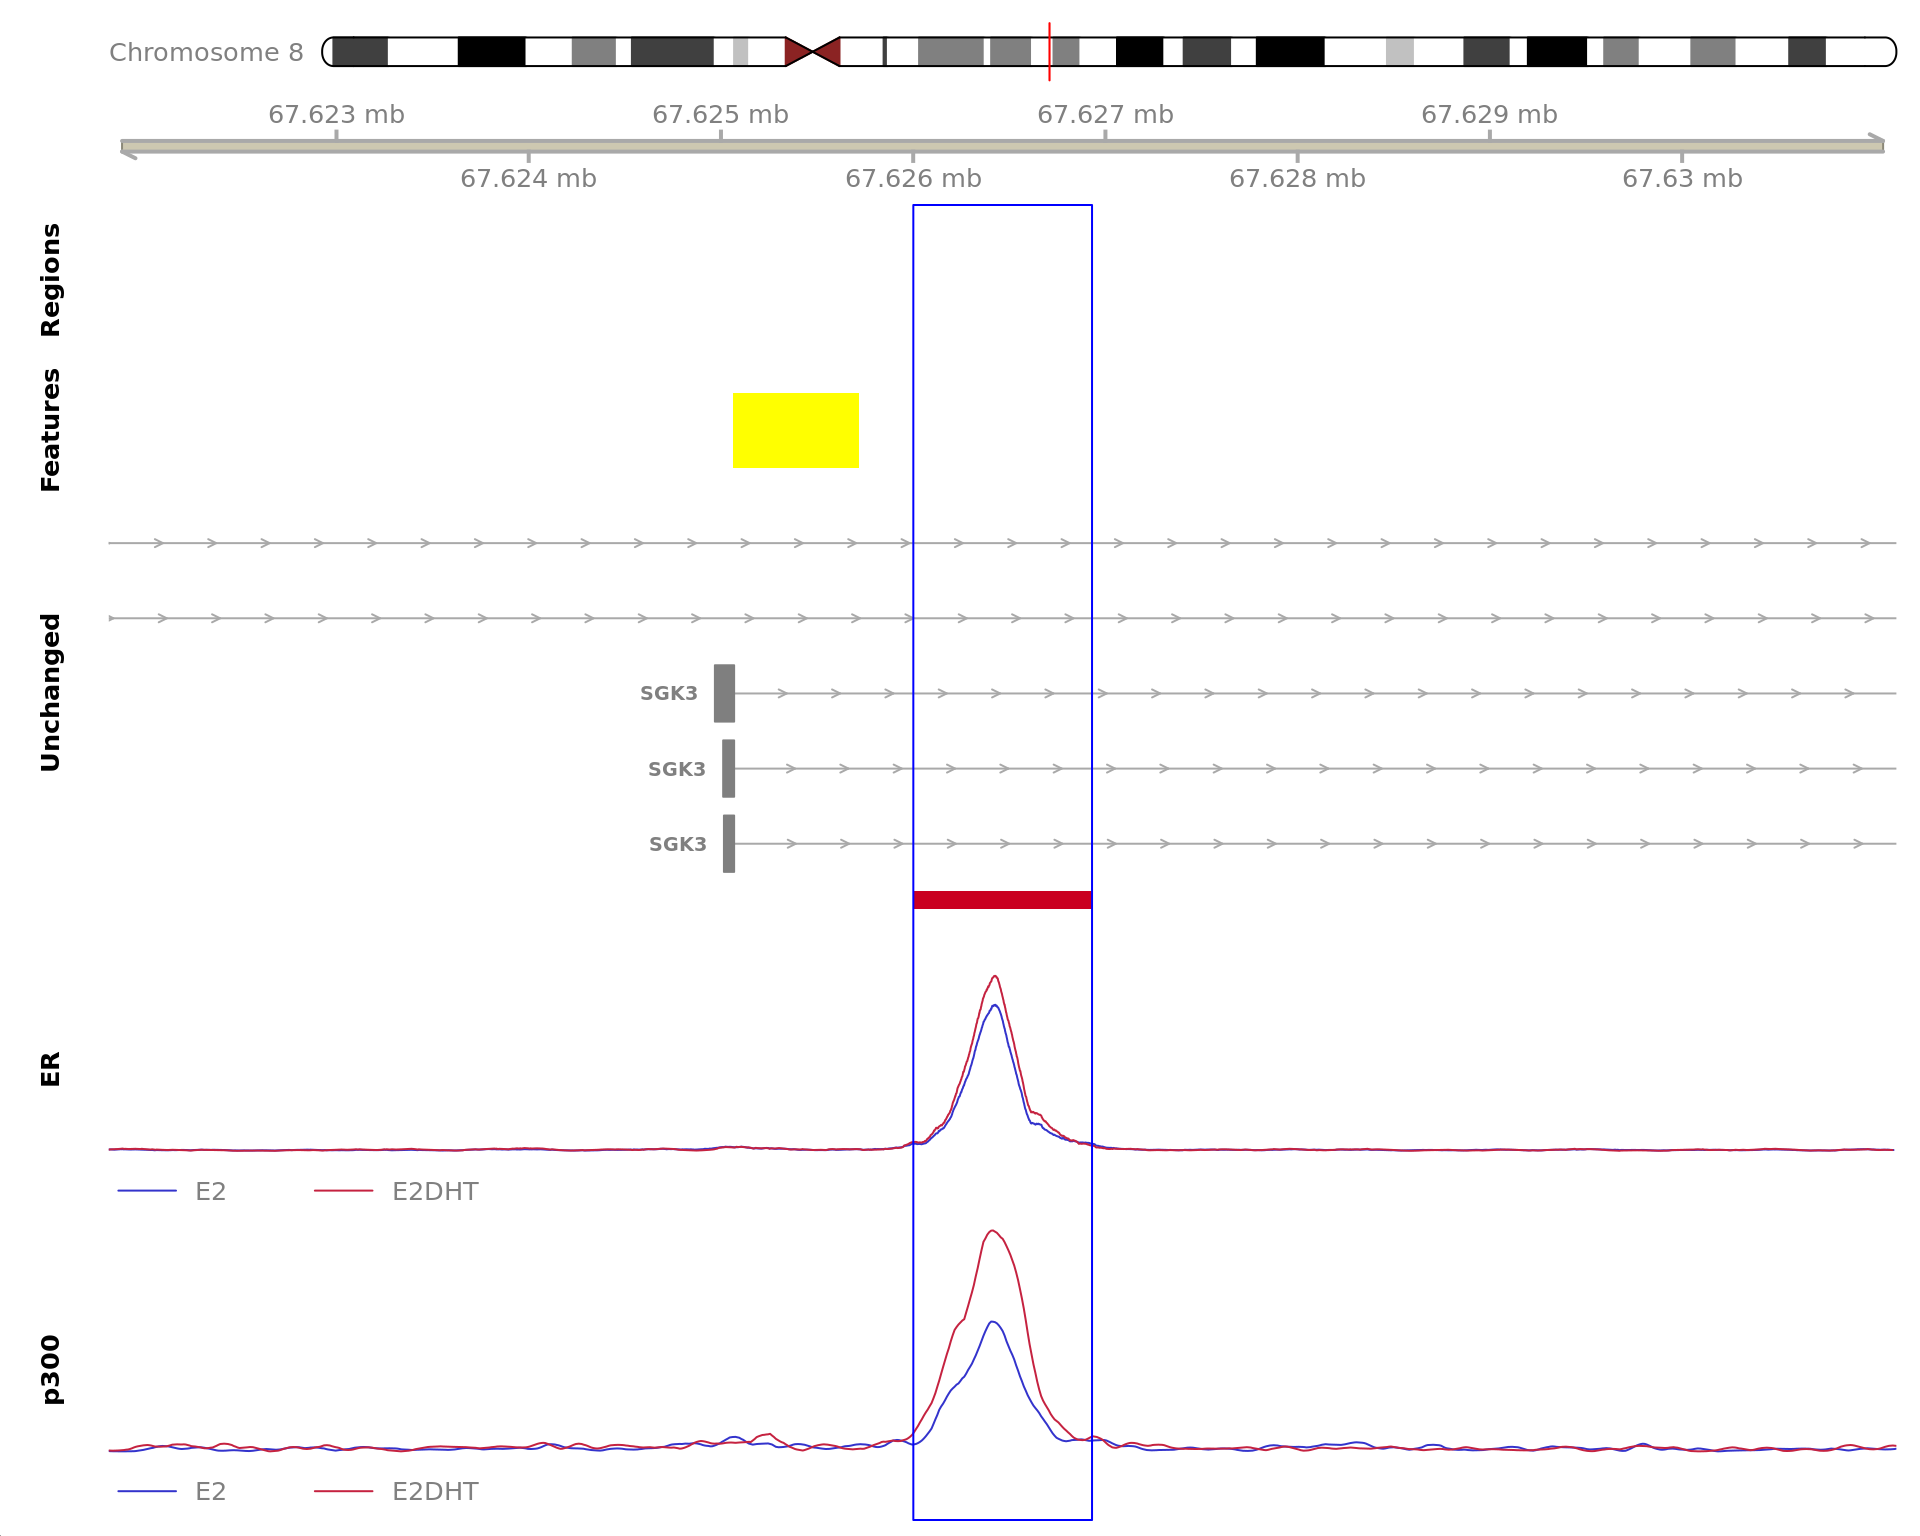 Chromosome 8
67.623 mb
67.625 mb
67.627 mb
67.629 mb
67.624 mb
67.626 mb
67.628 mb
67.63 mb
Regions
Features
Unchanged
SGK3
SGK3
SGK3
ER
E2
E2DHT
p300
E2
E2DHT